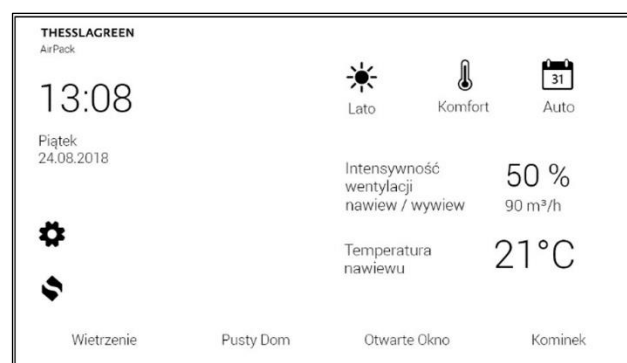 THESSLAGREEN
AirPack
13:08
Piątek
24.08.2018
31
Lato
Komfort
Auto
Intensywność
wentylacji
nawiew / wywiew
50 %
90 m³/h
Temperatura
nawiewu
21°C
Wietrzenie
Pusty Dom
Otwarte Okno
Kominek